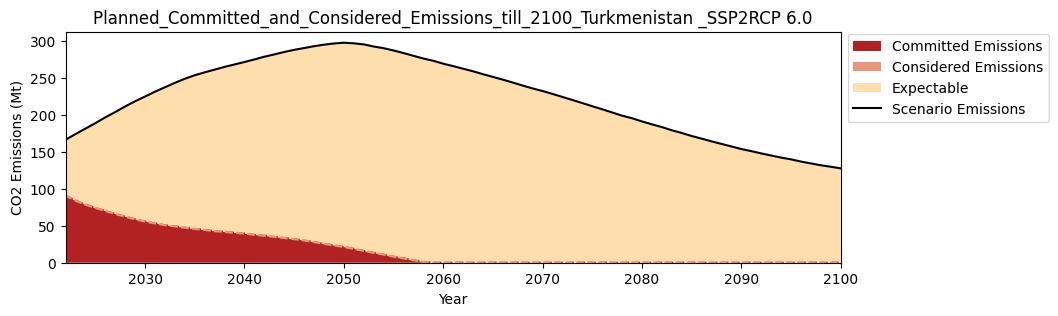 Planned_Committed_and_Considered_Emissions_till_2100_Turkmenistan _SSP2RCP 6.0
300
250
200
150
100
50
0
CO2 Emissions (Mt)
2030 2040 2050 2060 2070 2080 2090 2100
Year
Committed Emissions
Considered Emissions
Expectable
Scenario Emissions